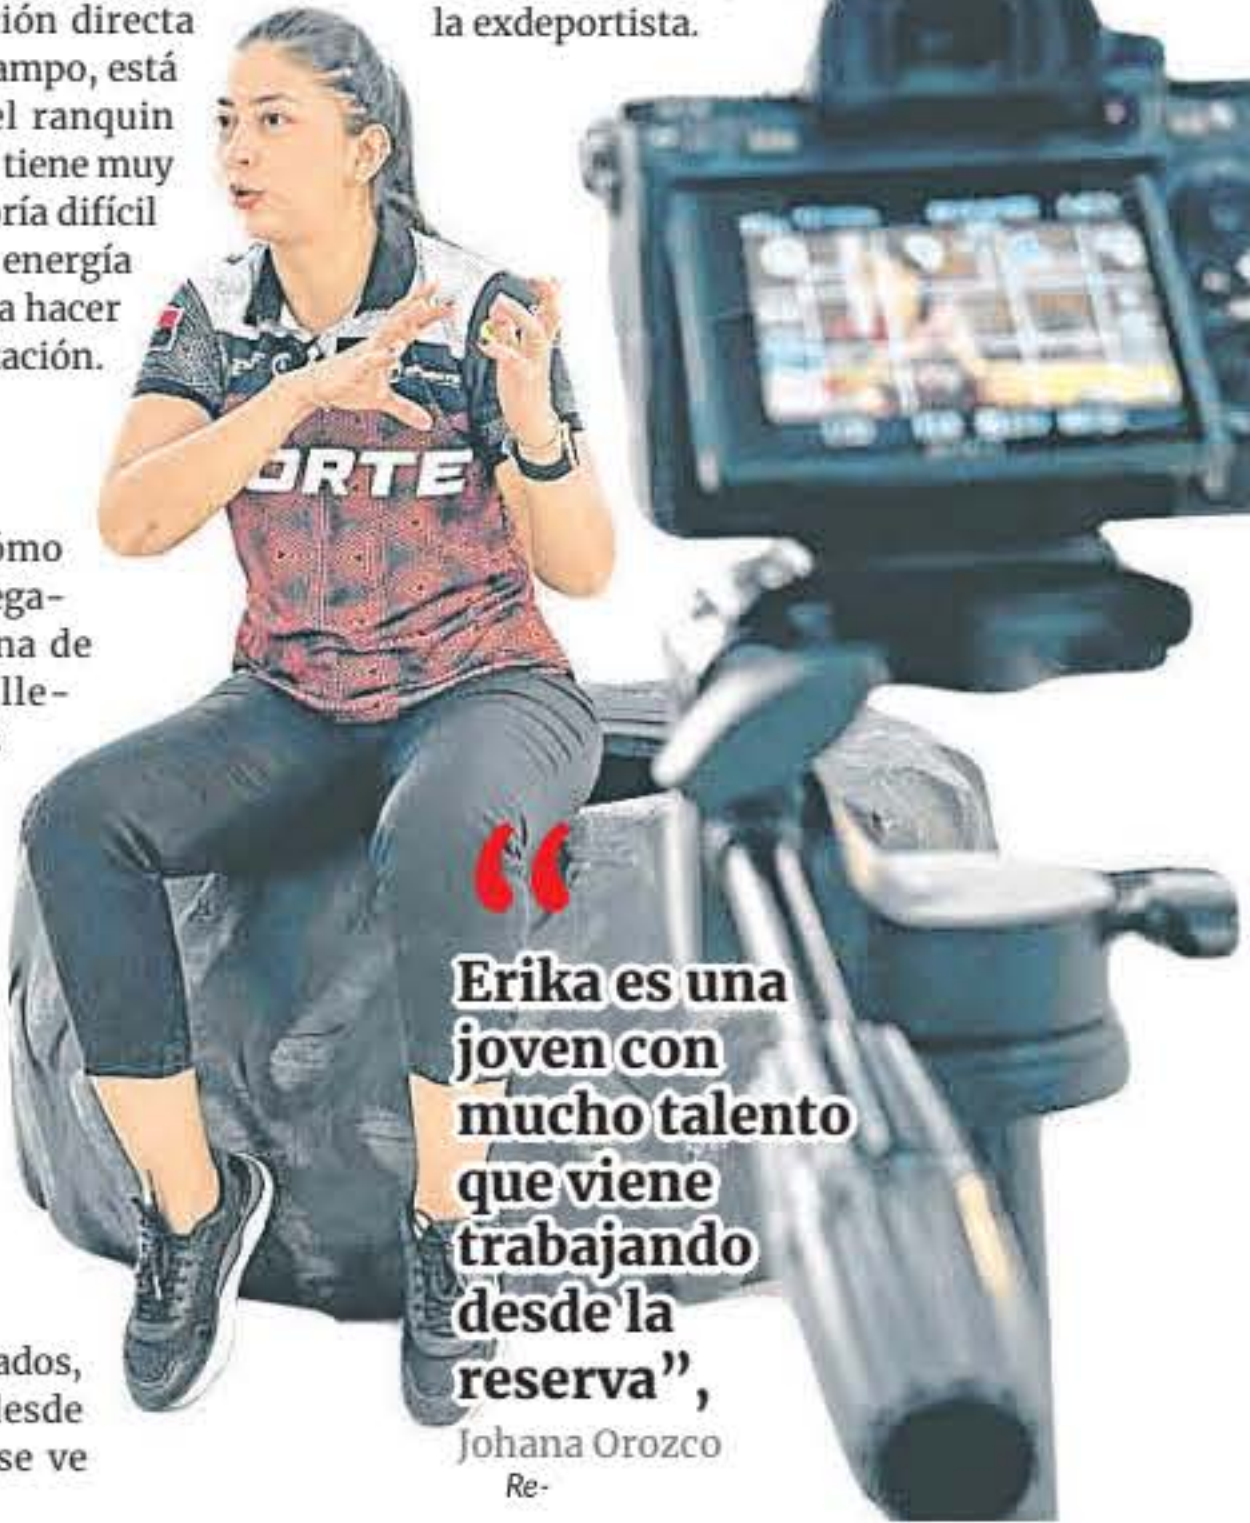 ión directa
ampo, está
el ranquin
tiene muy
ría difícil
energía
a hacer
ación.
la exdeportista.
ORTE
ómo
ega-
na de
lle-
“
Erika es una
joven con
mucho talento
que viene
trabajando
desde la
reserva”,
Johana Orozco
Re-
ados,
desde
se ve